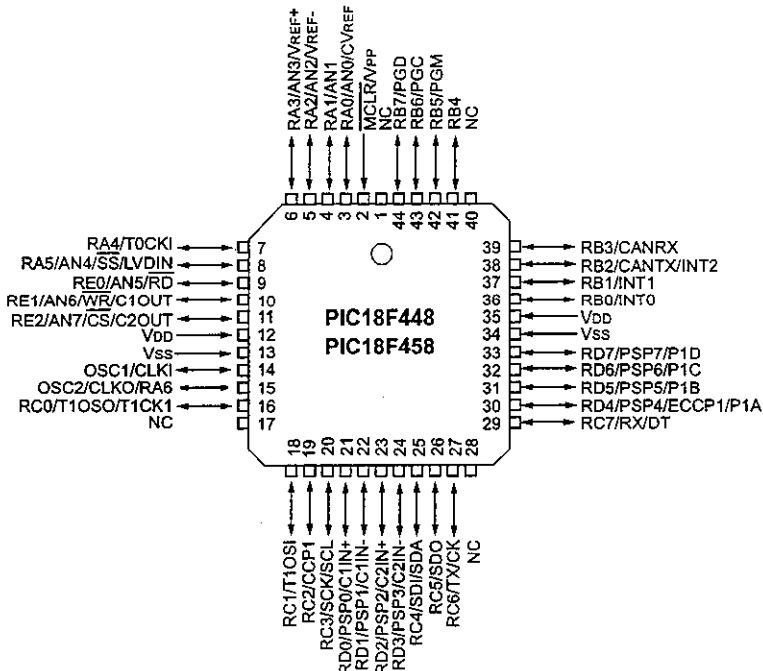 RA3/AN3/VREF+
RA2/AN2/VREF-
RA1/AN1
RA0/AN0/CVREF
MCLR/VPP
NC
RB7/PGD
RB6/PGC
RB5/PGM
RB4
NC
6 5 4 3 2 1 44 43 42 41 40
RA4/T0CKI 7
RA5/AN4/SS/LVDIN 8
RE0/AN5/RD 9
RE1/AN6/WR/C1OUT 10
RE2/AN7/CS/C2OUT 11
VDD 12
VSS 13
OSC1/CLKI 14
OSC2/CLKO/RA6 15
RC0/T1OSO/T1CK1 16
NC 17
PIC18F448
PIC18F458
39 RB3/CANRX
38 RB2/CANTX/INT2
37 RB1/INT1
36 RB0/INT0
35 VDD
34 VSS
33 RD7/PSP7/P1D
32 RD6/PSP6/P1C
31 RD5/PSP5/P1B
30 RD4/PSP4/ECCP1/P1A
29 RC7/RX/DT
18 19 20 21 22 23 24 25 26 27 28
RC1/T1OSI
RC2/CCP1
RC3/SCK/SCL
RD0/PSP0/C1IN+
RD1/PSP1/C1IN-
RD2/PSP2/C2IN+
RD3/PSP3/C2IN-
RC4/SDI/SDA
RC5/SDO
RC6/TX/CK
NC